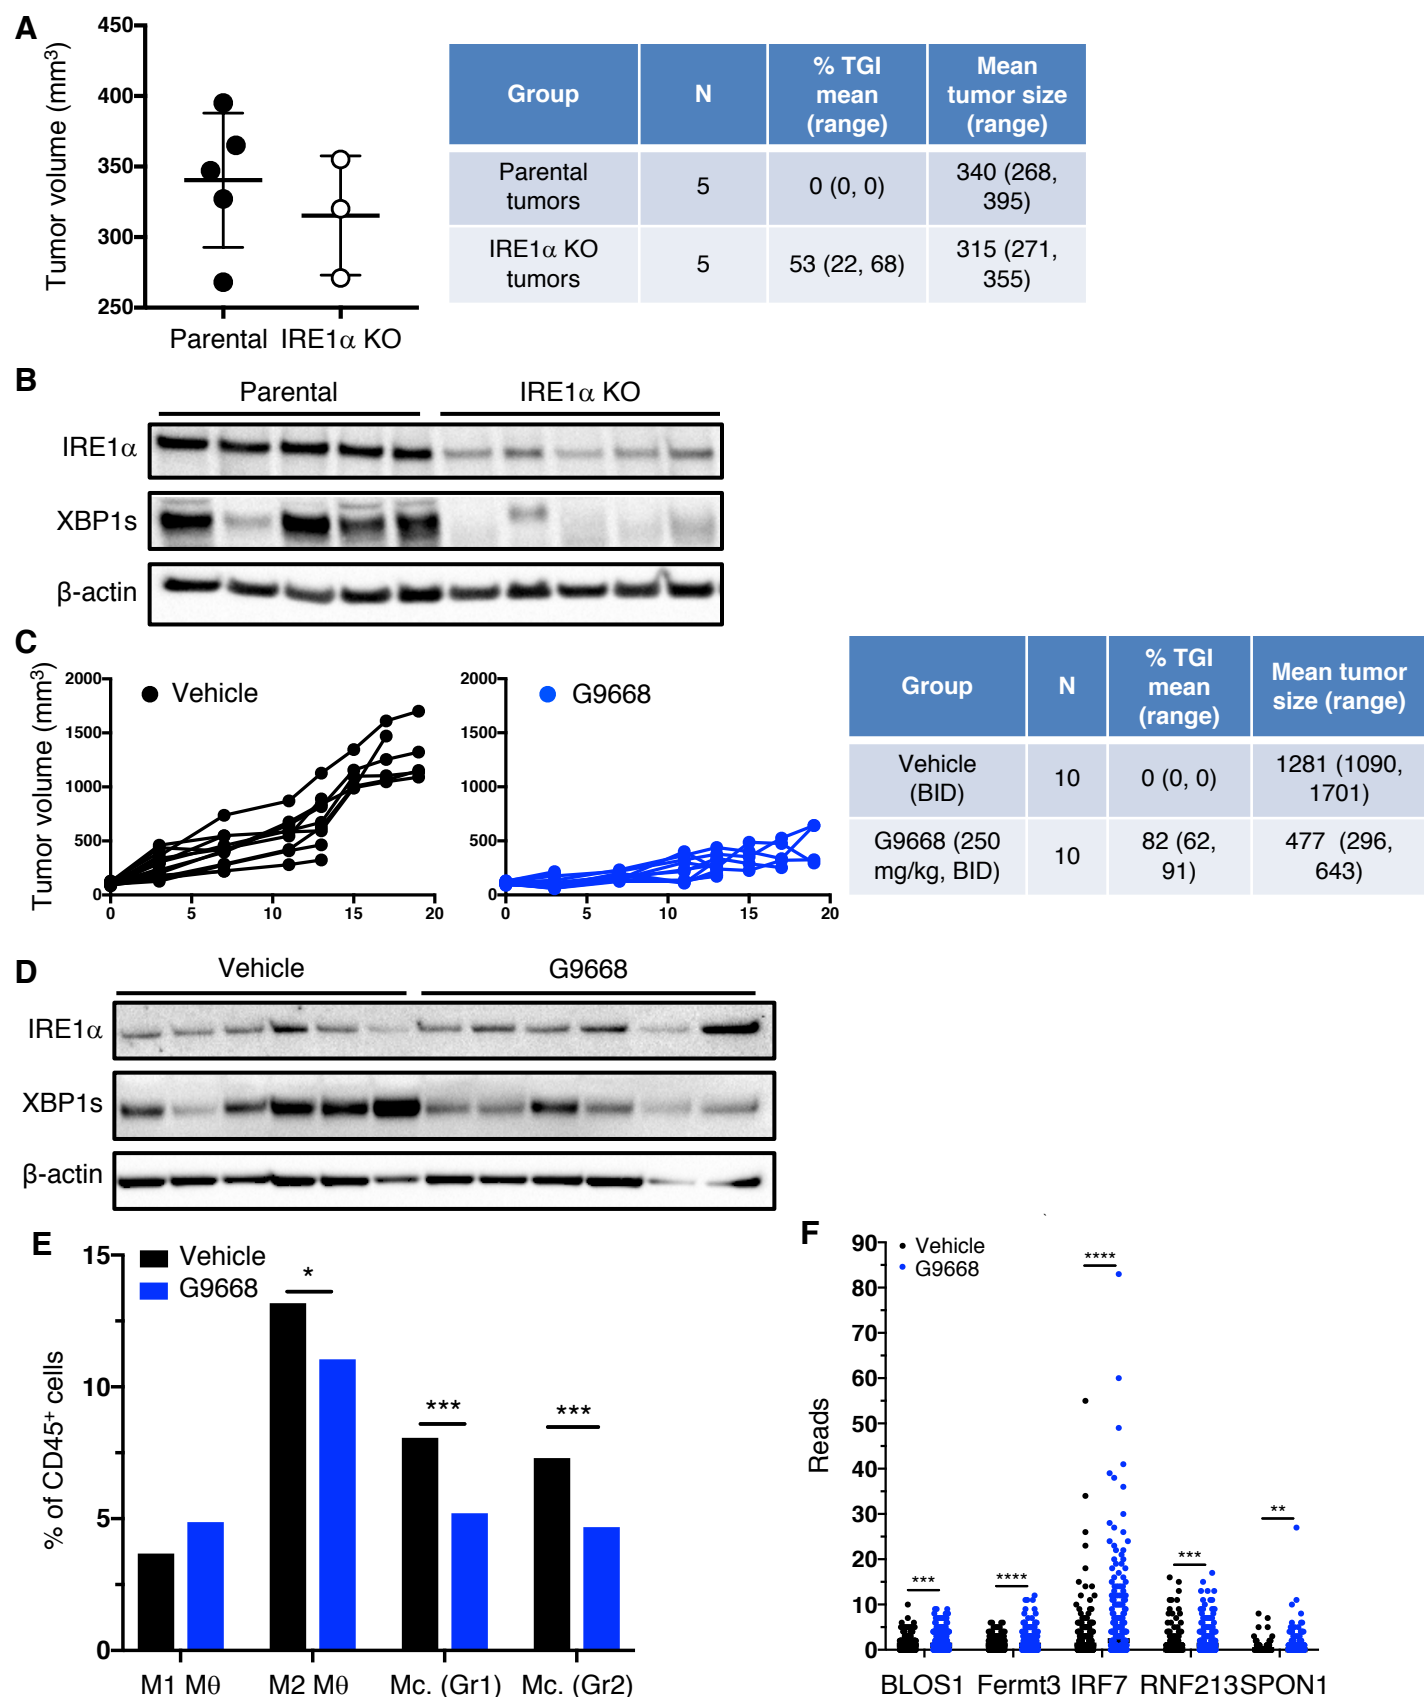 A
Tumor volume (mm3)
450
400
350
300
250
Parental IRE1α KO
Group
N
% TGI
mean
(range)
Mean
tumor size
(range)
Parental
tumors
5
0 (0, 0)
340 (268,
395)
IRE1α KO
tumors
5
53 (22, 68)
315 (271,
355)
B
Parental
IRE1α KO
IRE1α
XBP1s
β-actin
C
Tumor volume (mm3)
2000
1500
1000
500
0
0 5 10 15 20
Vehicle
2000
1500
1000
500
0
0 5 10 15 20
G9668
Group
N
% TGI
mean
(range)
Mean tumor
size (range)
Vehicle
(BID)
10
0 (0, 0)
1281 (1090,
1701)
G9668 (250
mg/kg, BID)
10
82 (62,
91)
477 (296,
643)
D
Vehicle
G9668
IRE1α
XBP1s
β-actin
E
% of CD45+ cells
15
10
5
0
Vehicle
G9668
*
***
***
M1 Mθ
M2 Mθ
Mc. (Gr1)
Mc. (Gr2)
F
Reads
90
80
70
60
50
40
30
20
10
0
Vehicle
G9668
***
****
****
***
**
BLOS1 Fermt3 IRF7 RNF213SPON1